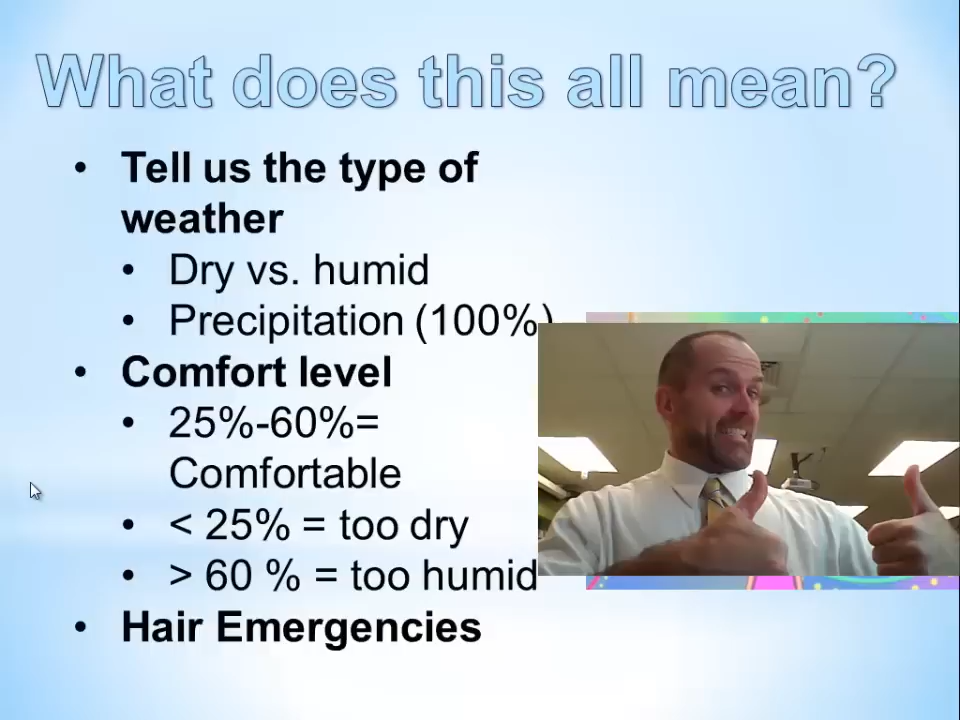 What does this all mean?
• Tell us the type of
weather
• Dry vs. humid
• Precipitation (100%)
• Comfort level
• 25%-60%=
Comfortable
• < 25% = too dry
• > 60 % = too humid
• Hair Emergencies